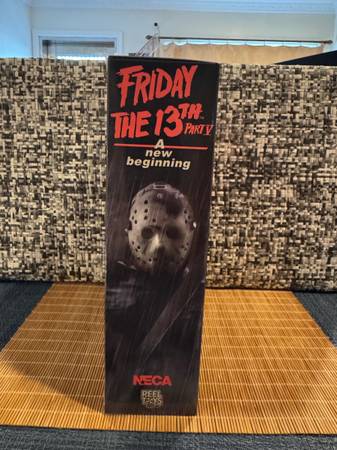 FRIDAY
THE 13TH
PART V
A
new
beginning
NECA
REEL
TOYS